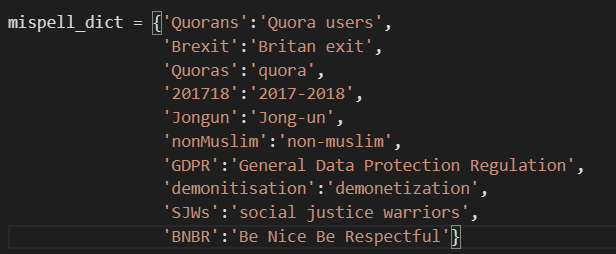 mispell_dict = {'Quorans':'Quora users',
'Brexit':'Britan exit',
'Quoras':'quora',
'201718':'2017-2018',
'Jongun':'Jong-un',
'nonMuslim':'non-muslim',
'GDPR':'General Data Protection Regulation',
'demonitisation':'demonetization',
'SJWs':'social justice warriors',
'BNBR':'Be Nice Be Respectful'}